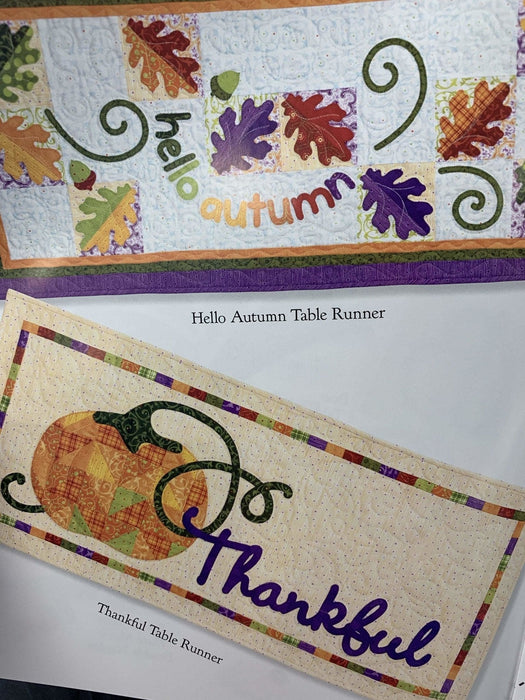 hello
autumn
Hello Autumn Table Runner
Thankful
Thankful Table Runner